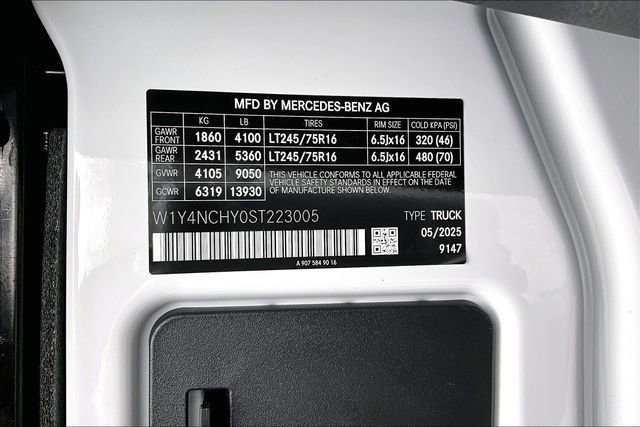 MFD BY MERCEDES-BENZ AG
KG LB TIRES RIM SIZE COLD KPA (PSI)
GAWR FRONT 1860 4100 LT245/75R16 6.5Jx16 320 (46)
GAWR REAR 2431 5360 LT245/75R16 6.5Jx16 480 (70)
GVWR 4105 9050 THIS VEHICLE CONFORMS TO ALL APPLICABLE FEDERAL
VEHICLE SAFETY STANDARDS IN EFFECT ON THE DATE
GCWR 6319 13930 OF MANUFACTURE SHOWN ABOVE.
W1Y4NCHY0ST223005 TYPE TRUCK
05/2025
9147
A 907 584 90 16